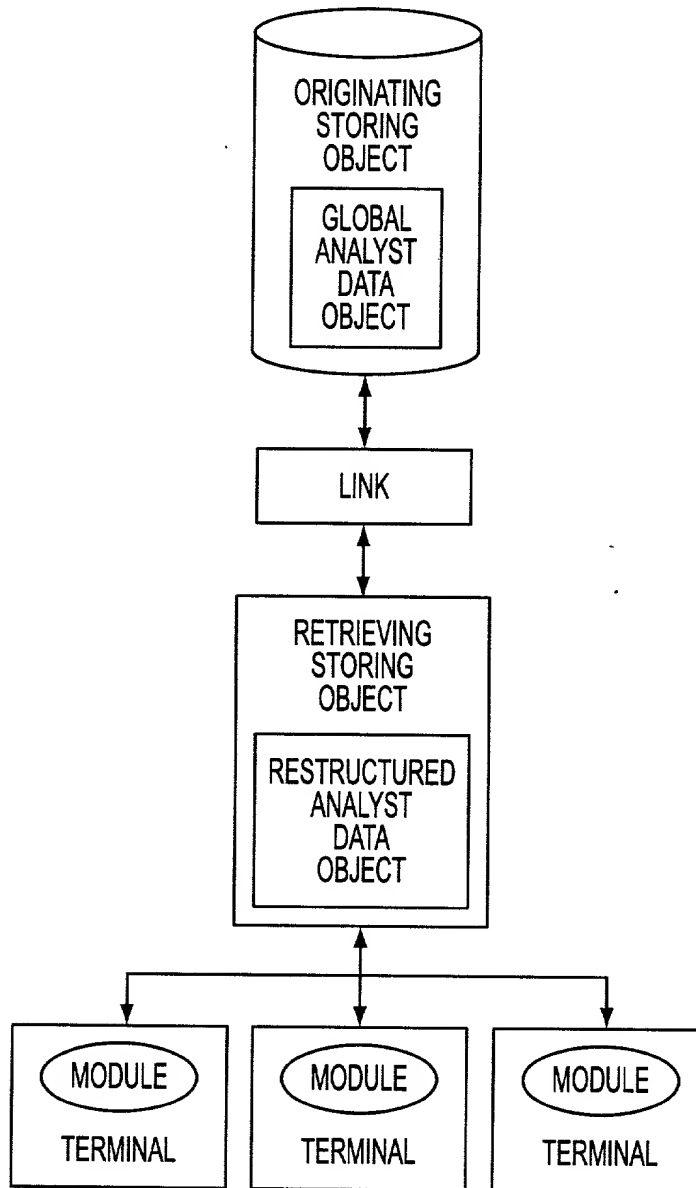 ORIGINATING
STORING
OBJECT
GLOBAL
ANALYST
DATA
OBJECT
LINK
RETRIEVING
STORING
OBJECT
RESTRUCTURED
ANALYST
DATA
OBJECT
MODULE
TERMINAL
MODULE
TERMINAL
MODULE
TERMINAL